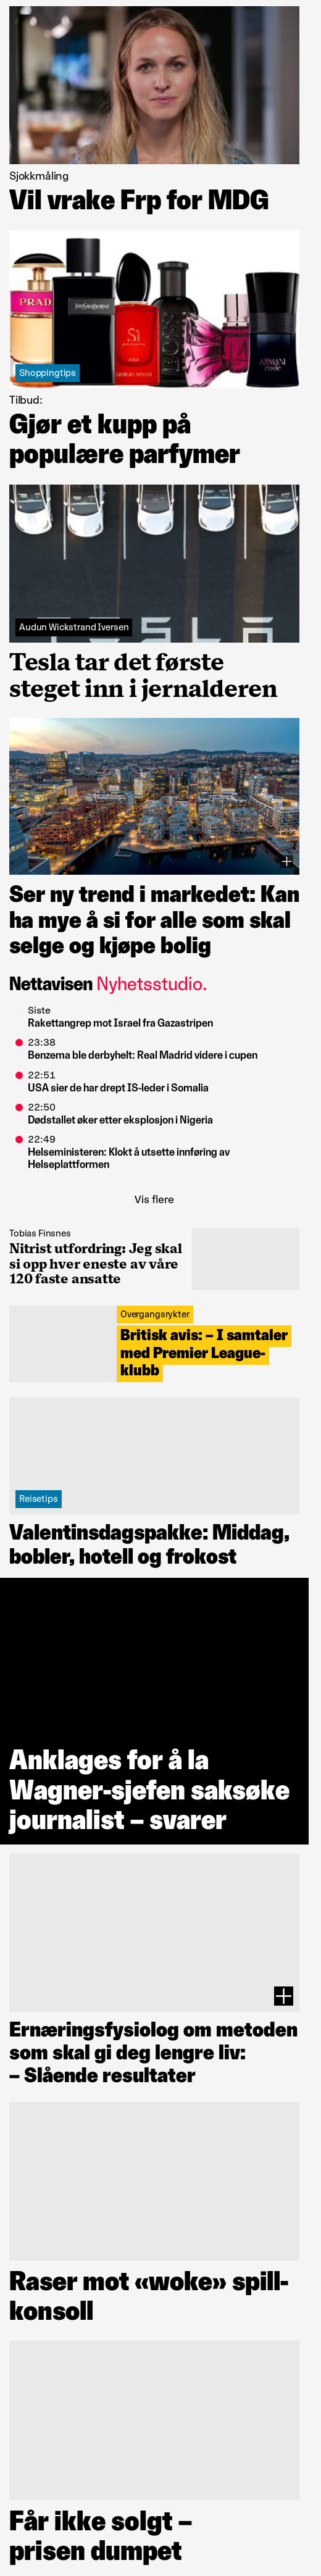 Sjokkmåling
Vil vrake Frp for MDG
PRADA
YVES SAINT LAURENT
Sì
GIORGIO ARMANI
BOSS
ARMANI
code
Shoppingtips
Tilbud:
Gjør et kupp på
populære parfymer
TESLA
Audun Wickstrand Iversen
Tesla tar det første
steget inn i jernalderen
Ser ny trend i markedet: Kan
ha mye å si for alle som skal
selge og kjøpe bolig
Nettavisen Nyhetsstudio.
Siste
Rakettangrep mot Israel fra Gazastripen
23:38
Benzema ble derbyhelt: Real Madrid videre i cupen
22:51
USA sier de har drept IS-leder i Somalia
22:50
Dødstallet øker etter eksplosjon i Nigeria
22:49
Helseministeren: Klokt å utsette innføring av
Helseplattformen
Vis flere
Tobias Finsnes
Nitrist utfordring: Jeg skal
si opp hver eneste av våre
120 faste ansatte
Overgangsrykter
Britisk avis: – I samtaler
med Premier League-
klubb
Reisetips
Valentinsdagspakke: Middag,
bobler, hotell og frokost
Anklages for å la
Wagner-sjefen saksøke
journalist – svarer
Ernæringsfysiolog om metoden
som skal gi deg lengre liv:
– Slående resultater
Raser mot «woke» spill-
konsoll
Får ikke solgt –
prisen dumpet